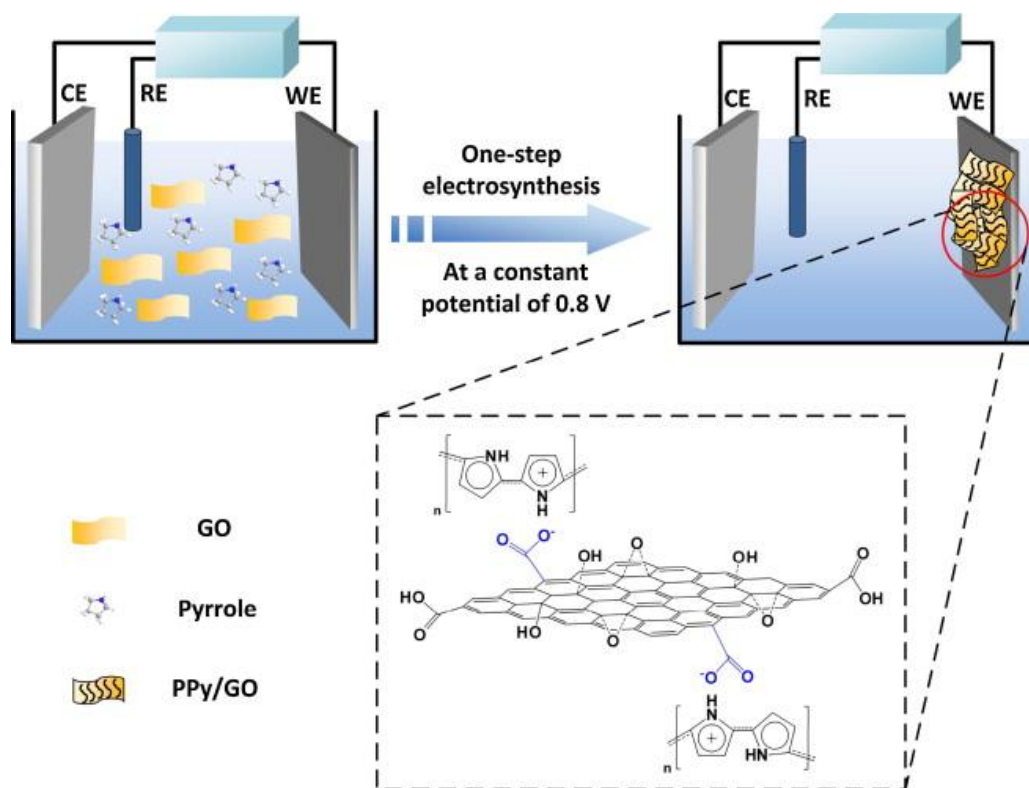 CE
RE
WE
One-step
electrosynthesis
At a constant
potential of 0.8 V
CE
RE
WE
GO
Pyrrole
PPy/GO
NH
+
N
H
n
O
O-
OH
O
OH
O
HO
O
OH
HO
O
O
-O
O
H
N
+
HN
n